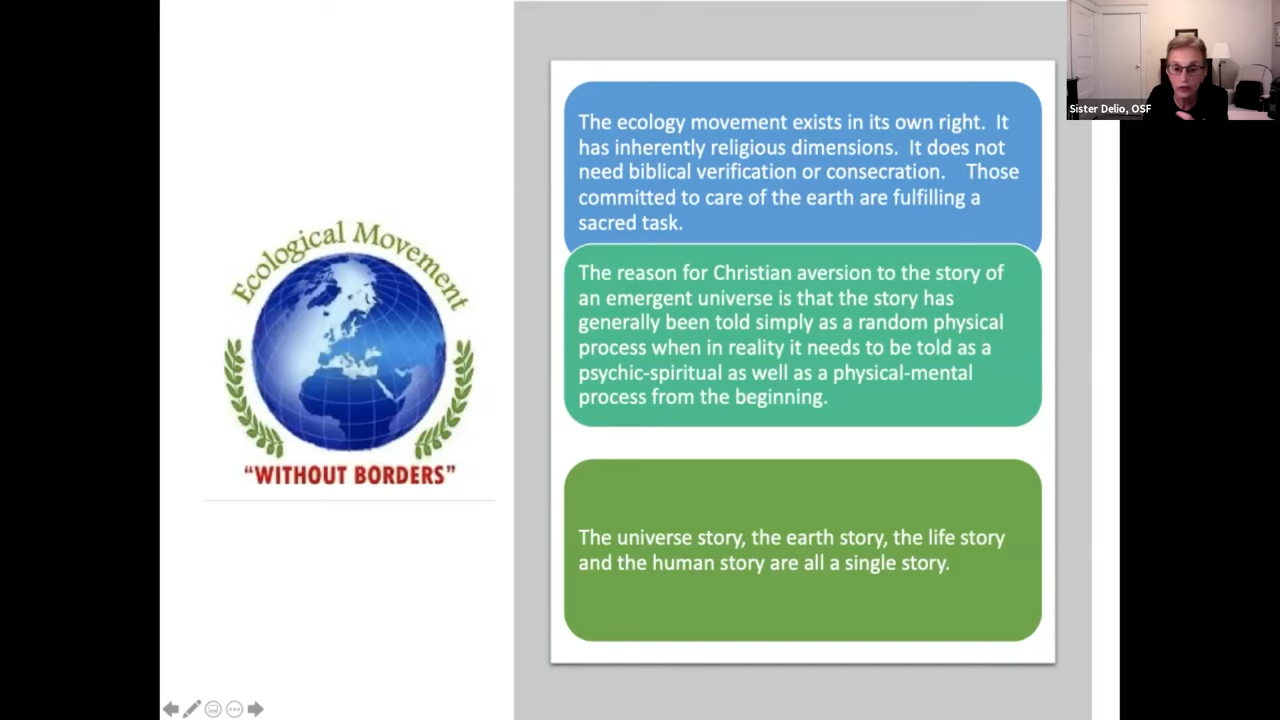 Sister Delio, OSF
Ecological Movement
“WITHOUT BORDERS”
The ecology movement exists in its own right.  It
has inherently religious dimensions.  It does not
need biblical verification or consecration.    Those
committed to care of the earth are fulfilling a
sacred task.
The reason for Christian aversion to the story of
an emergent universe is that the story has
generally been told simply as a random physical
process when in reality it needs to be told as a
psychic-spiritual as well as a physical-mental
process from the beginning.
The universe story, the earth story, the life story
and the human story are all a single story.